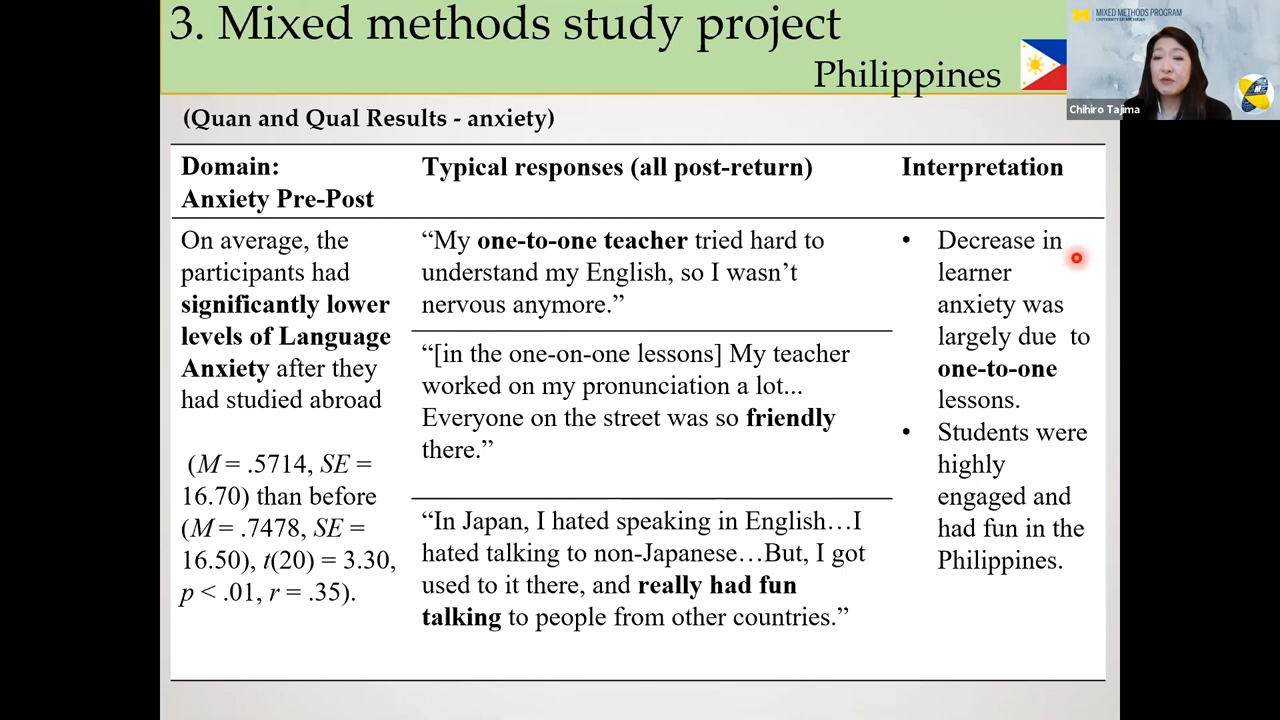 3. Mixed methods study project
Philippines
MIXED METHODS PROGRAM
UNIVERSITY OF MICHIGAN
Chihiro Tajima
(Quan and Qual Results - anxiety)
Domain:
Anxiety Pre-Post
Typical responses (all post-return)
Interpretation
On average, the
participants had
significantly lower
levels of Language
Anxiety after they
had studied abroad
(M = .5714, SE =
16.70) than before
(M = .7478, SE =
16.50), t(20) = 3.30,
p < .01, r = .35).
“My one-to-one teacher tried hard to
understand my English, so I wasn’t
nervous anymore.”
“[in the one-on-one lessons] My teacher
worked on my pronunciation a lot...
Everyone on the street was so friendly
there.”
“In Japan, I hated speaking in English…I
hated talking to non-Japanese…But, I got
used to it there, and really had fun
talking to people from other countries.”
• Decrease in
learner
anxiety was
largely due to
one-to-one
lessons.
• Students were
highly
engaged and
had fun in the
Philippines.